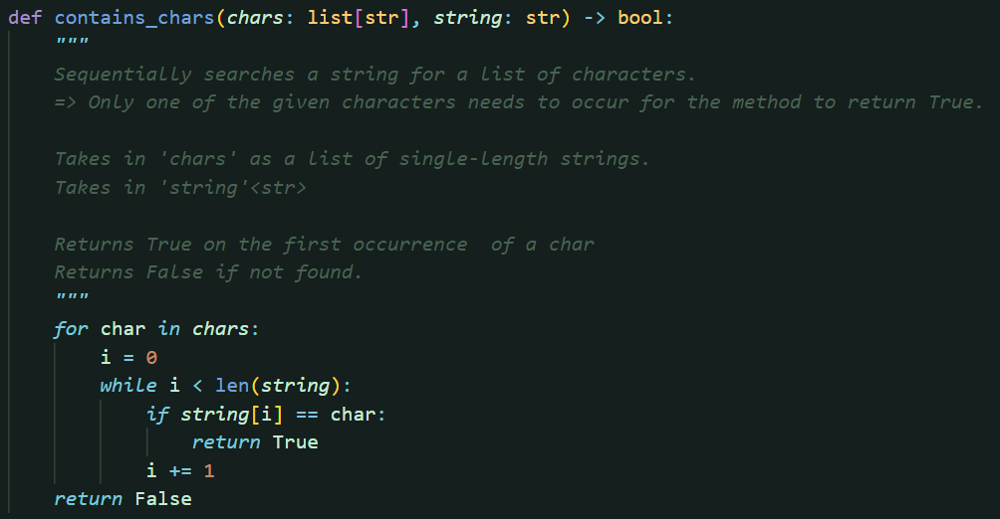 def contains_chars(chars: list[str], string: str) -> bool:
    """
    Sequentially searches a string for a list of characters.
    => Only one of the given characters needs to occur for the method to return True.

    Takes in 'chars' as a list of single-length strings.
    Takes in 'string'<str>

    Returns True on the first occurrence  of a char
    Returns False if not found.
    """
    for char in chars:
        i = 0
        while i < len(string):
            if string[i] == char:
                return True
            i += 1
    return False